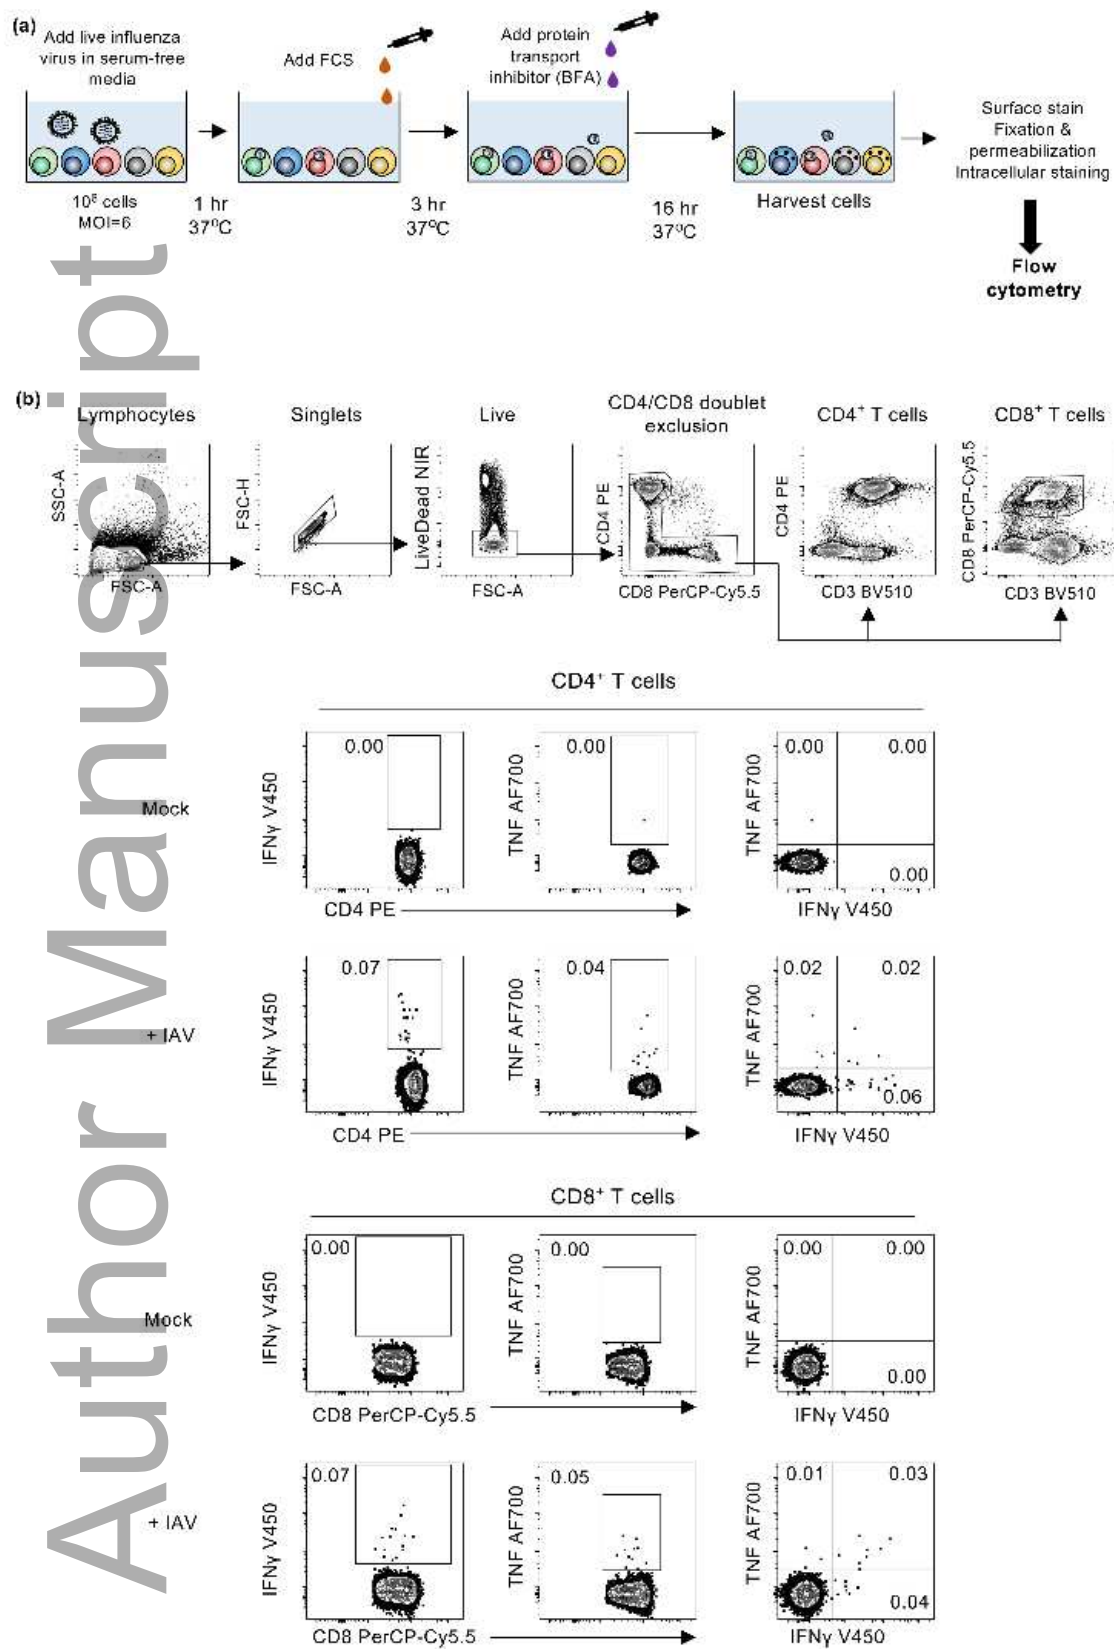 (a)
Add live influenza
virus in serum-free
media
Add FCS
Add protein
transport
inhibitor (BFA)
10⁶ cells
MOI=6
1 hr
37⁰C
3 hr
37⁰C
16 hr
37⁰C
Harvest cells
Surface stain
Fixation &
permeabilization
Intracellular staining
Flow
cytometry
(b)
Lymphocytes
SSC-A
FSC-A
Singlets
FSC-H
FSC-A
Live
LiveDead NIR
FSC-A
CD4/CD8 doublet
exclusion
CD4 PE
CD8 PerCP-Cy5.5
CD4⁺ T cells
CD4 PE
CD3 BV510
CD8⁺ T cells
CD8 PerCP-Cy5.5
CD3 BV510
CD4⁺ T cells
Mock
IFNγ V450
0.00
CD4 PE
TNF AF700
0.00
TNF AF700
0.00
0.00
0.00
IFNγ V450
+ IAV
IFNγ V450
0.07
CD4 PE
TNF AF700
0.04
TNF AF700
0.02
0.02
0.06
IFNγ V450
CD8⁺ T cells
Mock
IFNγ V450
0.00
CD8 PerCP-Cy5.5
TNF AF700
0.00
TNF AF700
0.00
0.00
0.00
IFNγ V450
+ IAV
IFNγ V450
0.07
CD8 PerCP-Cy5.5
TNF AF700
0.05
TNF AF700
0.01
0.03
0.04
IFNγ V450
Author Manuscript